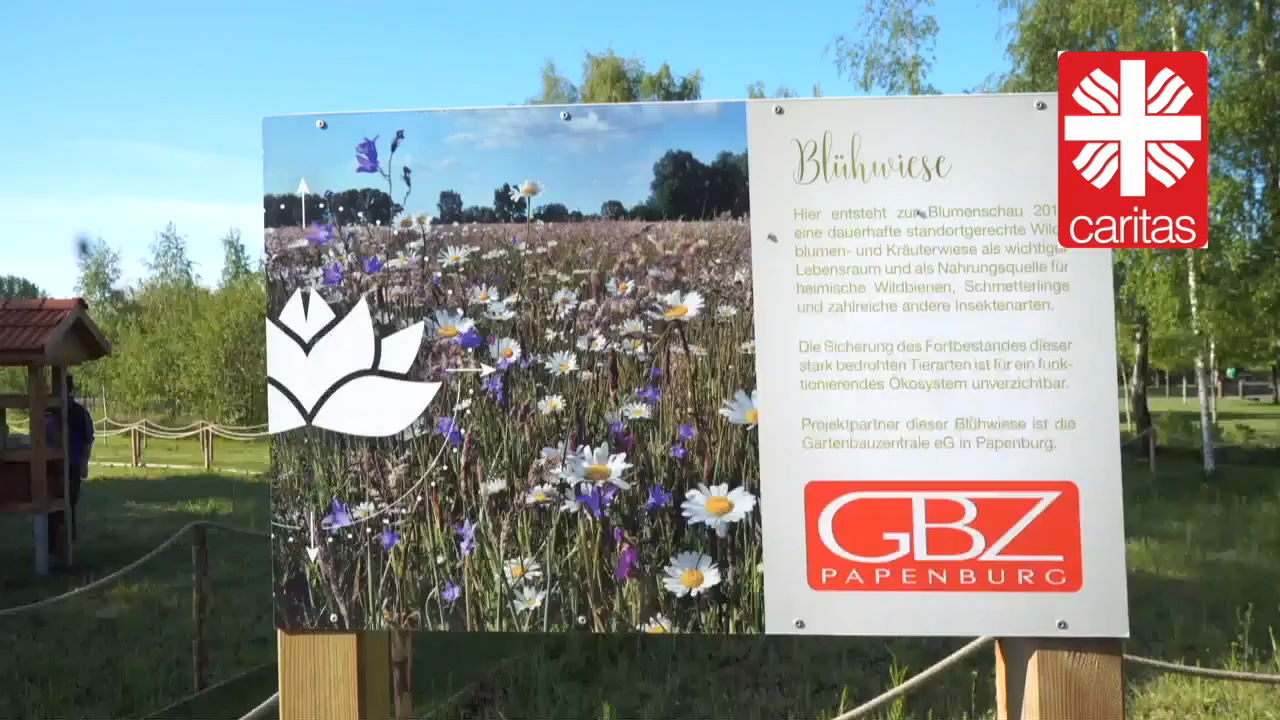 Blühwiese
Hier entsteht zur Blumenschau 201
eine dauerhafte standortgerechte Wild
blumen- und Kräuterwiese als wichtiger
Lebensraum und als Nahrungsquelle für
heimische Wildbienen, Schmetterlinge
und zahlreiche andere Insektenarten.
Die Sicherung des Fortbestandes dieser
stark bedrohten Tierarten ist für ein funk-
tionierendes Ökosystem unverzichtbar.
Projektpartner dieser Blühwiese ist die
Gartenbauzentrale eG in Papenburg.
GBZ
PAPENBURG
caritas